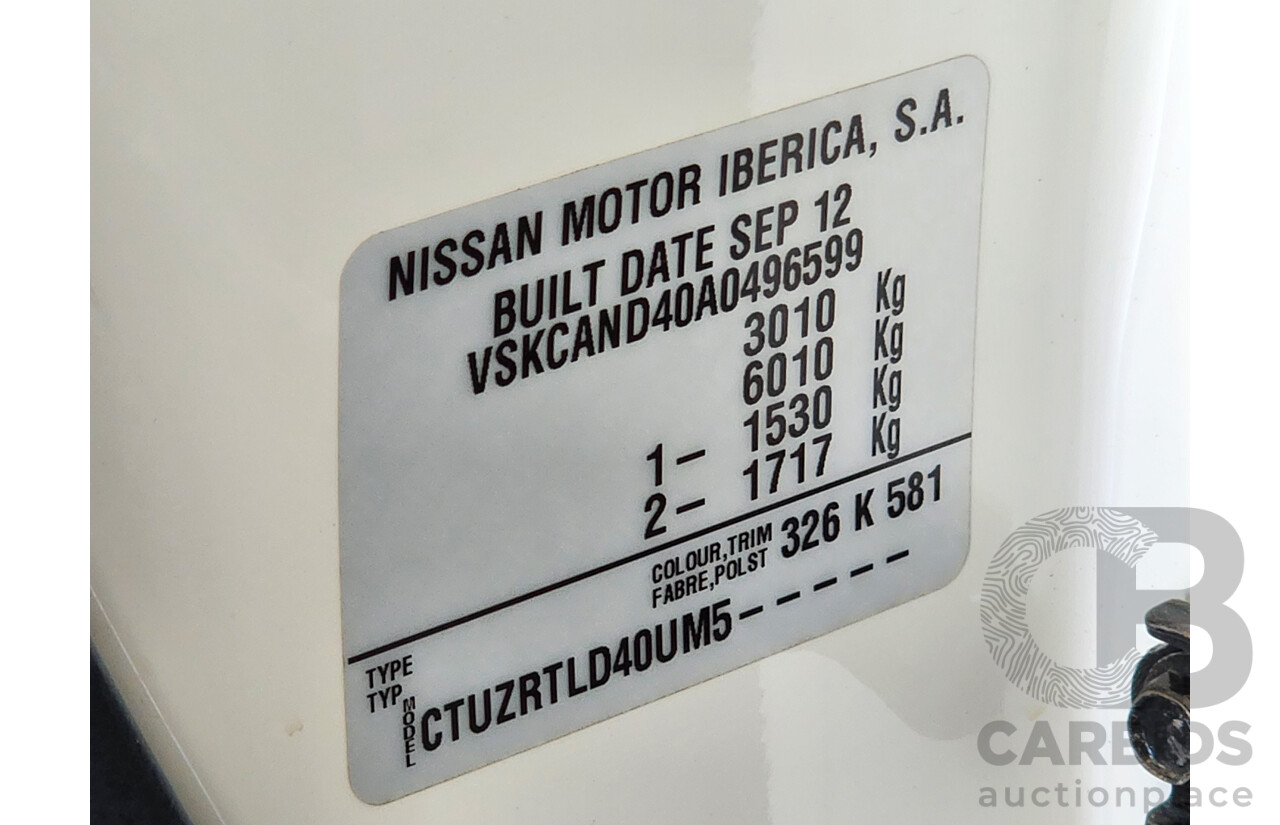 NISSAN MOTOR IBERICA, S.A.
BUILT DATE SEP 12
VSKCAND40A0496599
3010 Kg
6010 Kg
1– 1530 Kg
2– 1717 Kg
COLOUR,TRIM 326 K 581
FABRE,POLST
TYPE
TYP
MODEL
CTUZRTLD40UM5–––––
CB
CARBIDS
auctionplace